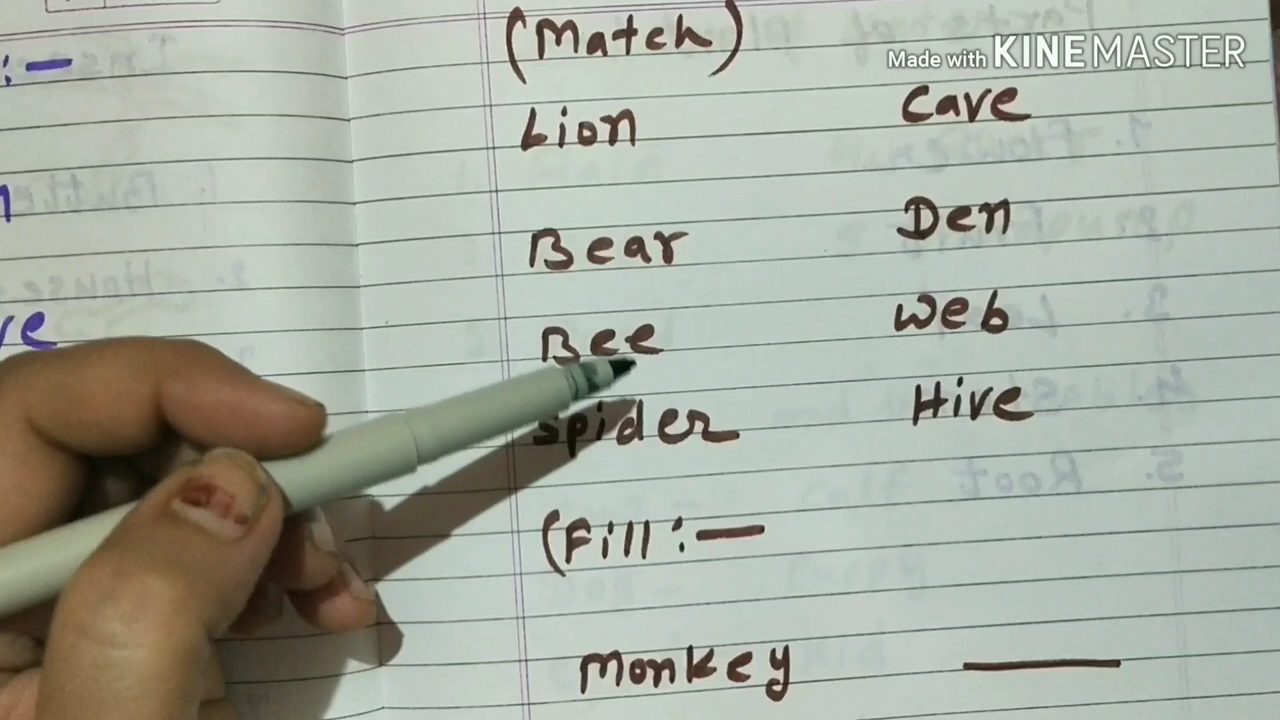 Made with KINEMASTER
:-
(Match)
Lion Cave
Bear Den
Bee Web
Spider Hive
(Fill :-
Monkey ____